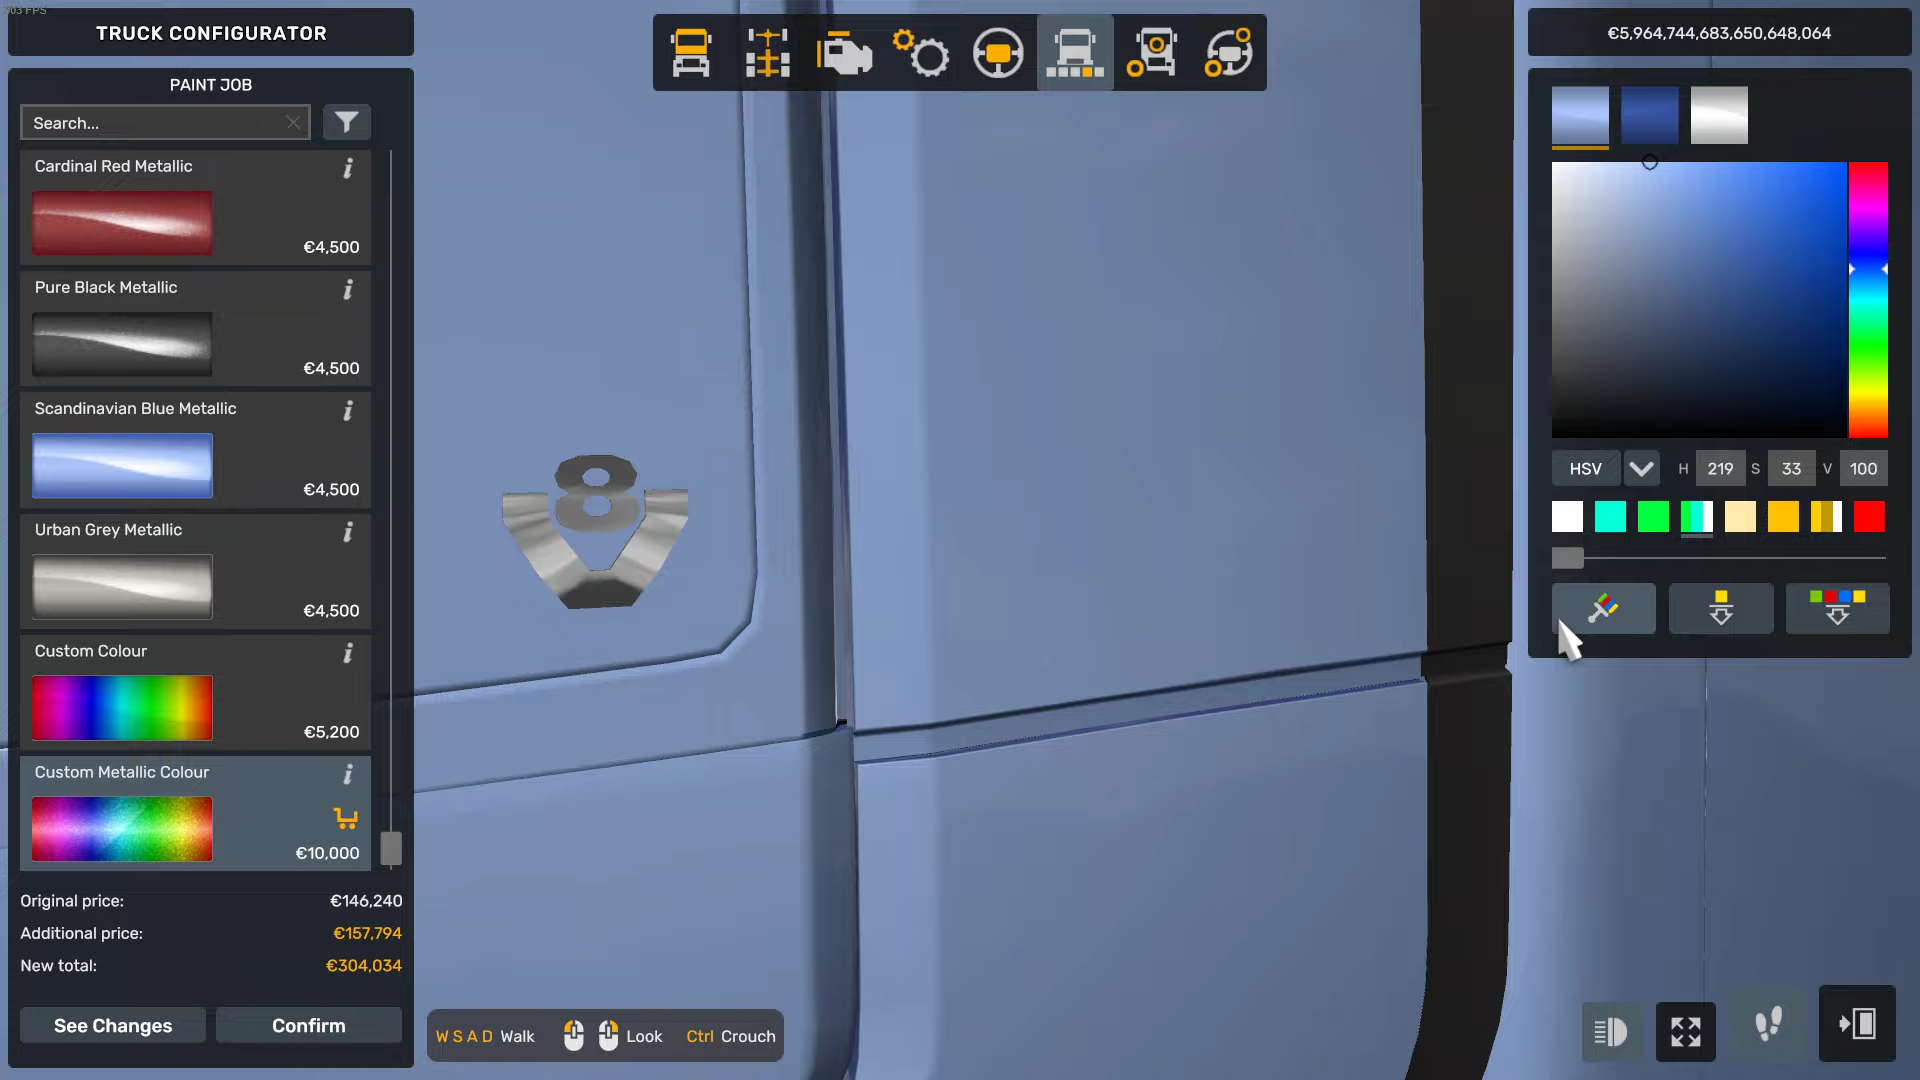 TRUCK CONFIGURATOR
PAINT JOB
Search...
Cardinal Red Metallic
€4,500
Pure Black Metallic
€4,500
Scandinavian Blue Metallic
€4,500
Urban Grey Metallic
€4,500
Custom Colour
€5,200
Custom Metallic Colour
€10,000
Original price: €146,240
Additional price: €157,794
New total: €304,034
See Changes
Confirm
8
V
W S A D Walk
Look
Ctrl Crouch
€5,964,744,683,650,648,064
HSV
H 219 S 33 V 100